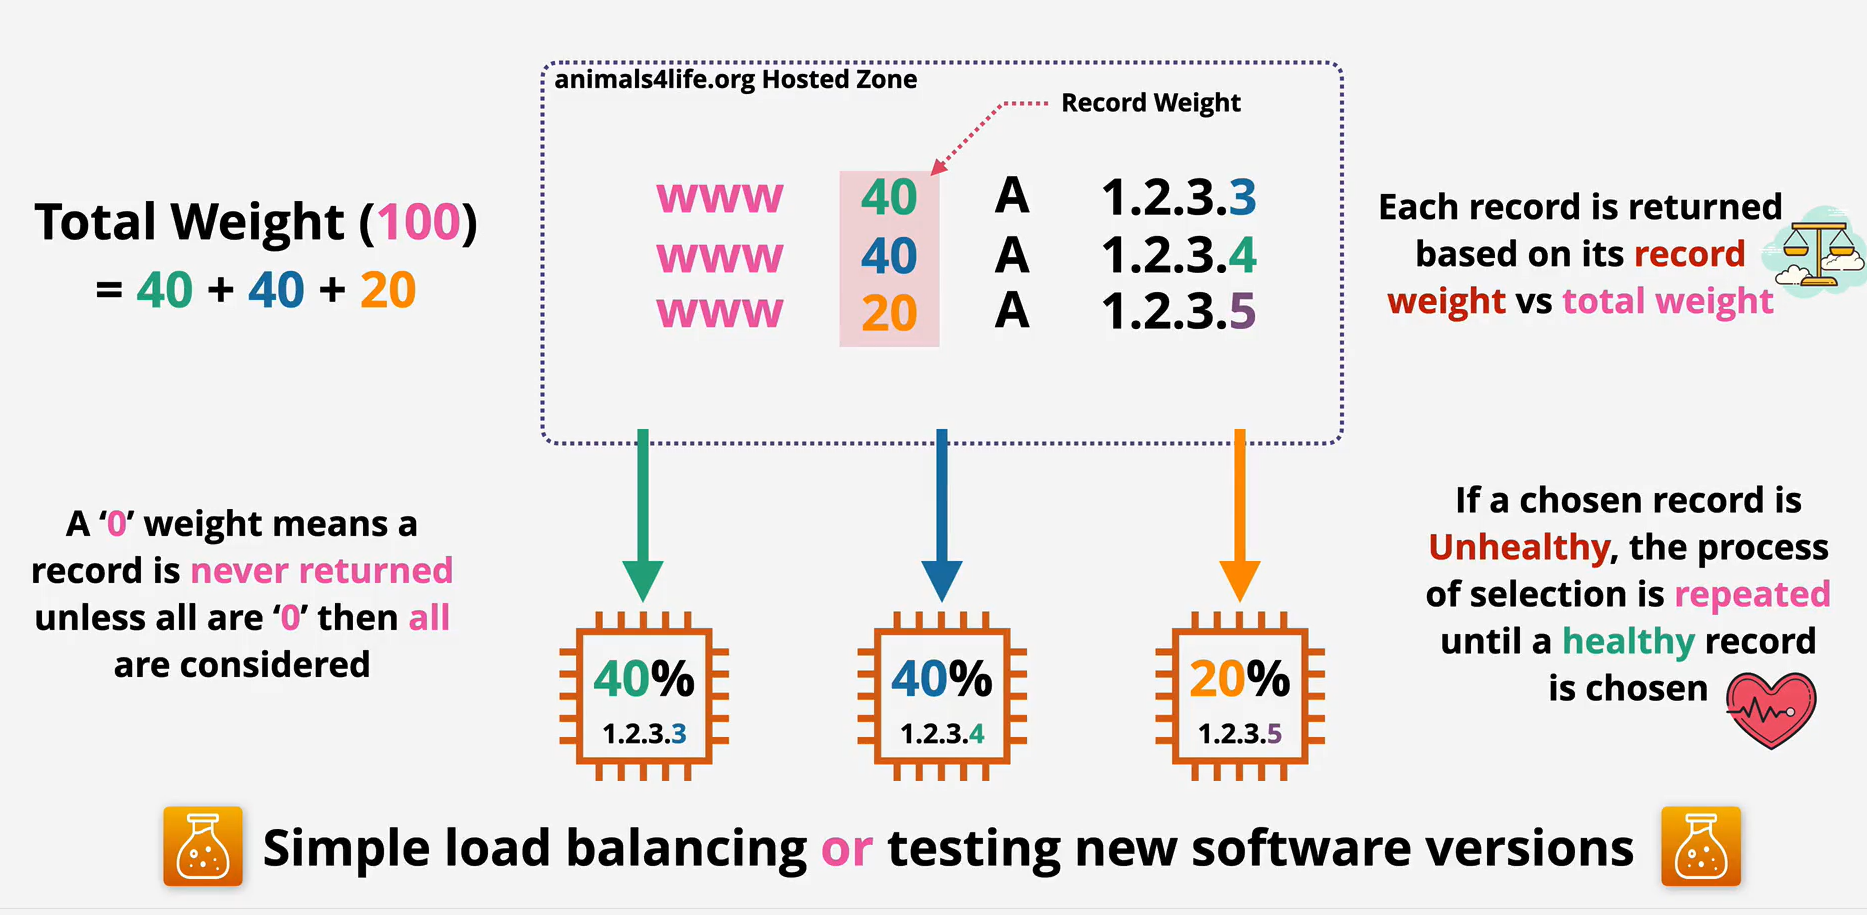 animals4life.org Hosted Zone
Record Weight
www 40 A 1.2.3.3
www 40 A 1.2.3.4
www 20 A 1.2.3.5
Total Weight (100)
= 40 + 40 + 20
Each record is returned
based on its record
weight vs total weight
A ‘0’ weight means a
record is never returned
unless all are ‘0’ then all
are considered
If a chosen record is
Unhealthy, the process
of selection is repeated
until a healthy record
is chosen
40%
1.2.3.3
40%
1.2.3.4
20%
1.2.3.5
Simple load balancing or testing new software versions